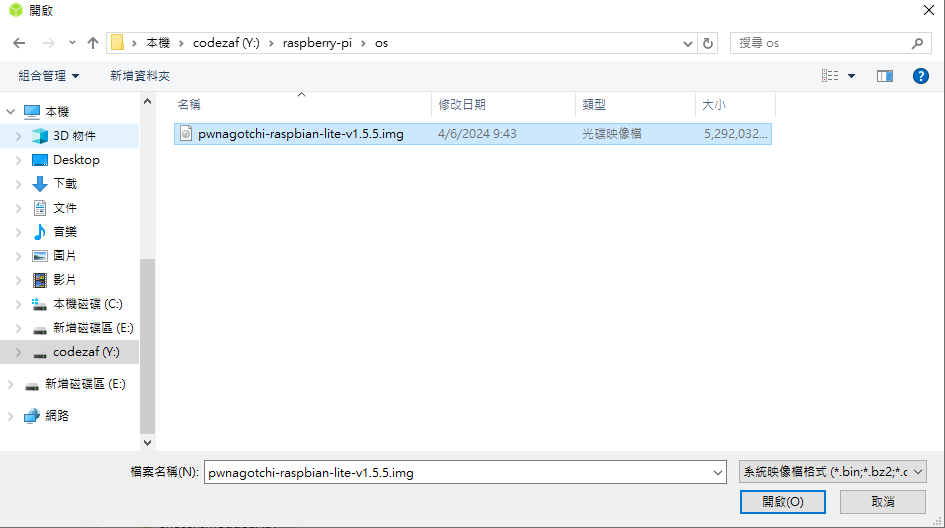 開啟
本機 › codezaf (Y:) › raspberry-pi › os
搜尋 os
組合管理 新增資料夾
名稱 修改日期 類型 大小
pwnagotchi-raspbian-lite-v1.5.5.img 4/6/2024 9:43 光碟映像檔 5,292,032...
本機
3D 物件
Desktop
下載
文件
音樂
圖片
影片
本機磁碟 (C:)
新增磁碟區 (E:)
codezaf (Y:)
新增磁碟區 (E:)
網路
檔案名稱(N): pwnagotchi-raspbian-lite-v1.5.5.img
系統映像檔格式 (*.bin;*.bz2;*.c
開啟(O) 取消